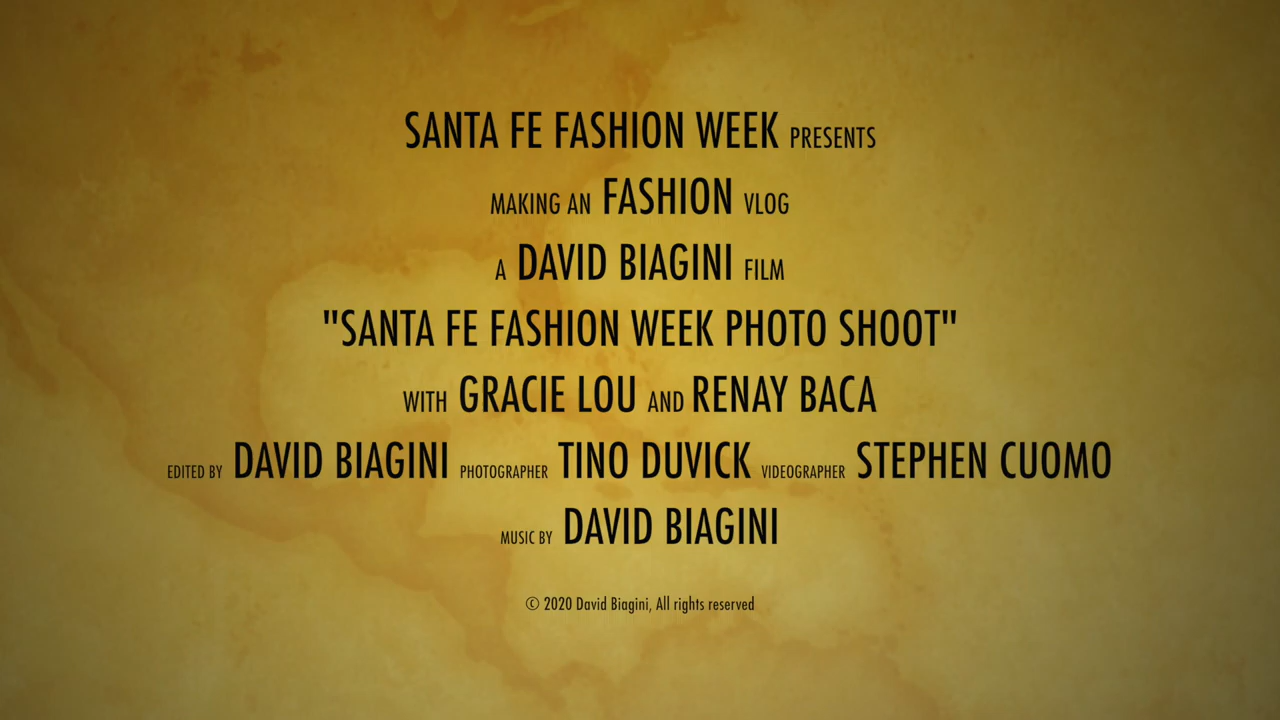 SANTA FE FASHION WEEK PRESENTS
MAKING AN FASHION VLOG
A DAVID BIAGINI FILM
"SANTA FE FASHION WEEK PHOTO SHOOT"
WITH GRACIE LOU AND RENAY BACA
EDITED BY DAVID BIAGINI PHOTOGRAPHER TINO DUVICK VIDEOGRAPHER STEPHEN CUOMO
MUSIC BY DAVID BIAGINI
© 2020 David Biagini, All rights reserved